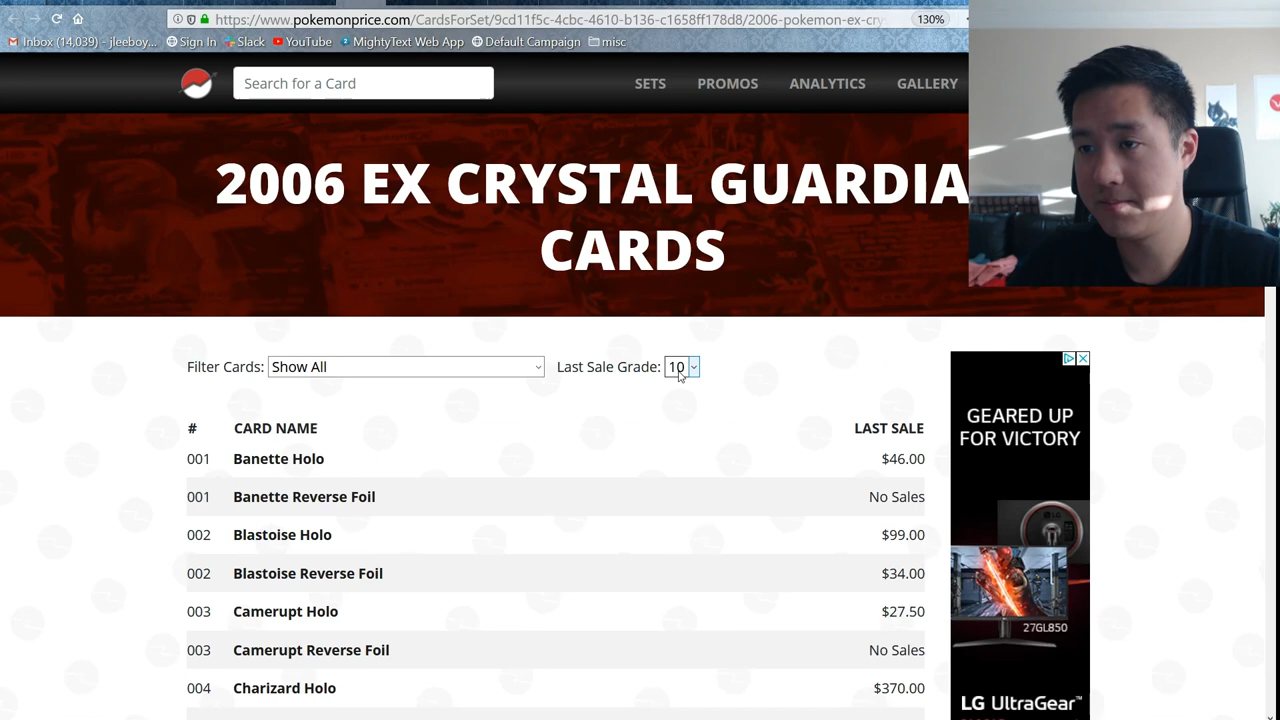 https://www.pokemonprice.com/CardsForSet/9cd11f5c-4cbc-4610-b136-c1658ff178d8/2006-pokemon-ex-cry
130%
Inbox (14,039) - jleeboy...
Sign In
Slack
YouTube
MightyText Web App
Default Campaign
misc
Search for a Card
SETS
PROMOS
ANALYTICS
GALLERY
2006 EX CRYSTAL GUARDIA
CARDS
Filter Cards: Show All
Last Sale Grade: 10
# CARD NAME LAST SALE
001 Banette Holo $46.00
001 Banette Reverse Foil No Sales
002 Blastoise Holo $99.00
002 Blastoise Reverse Foil $34.00
003 Camerupt Holo $27.50
003 Camerupt Reverse Foil No Sales
004 Charizard Holo $370.00
GEARED UP
FOR VICTORY
27GL850
LG UltraGear™